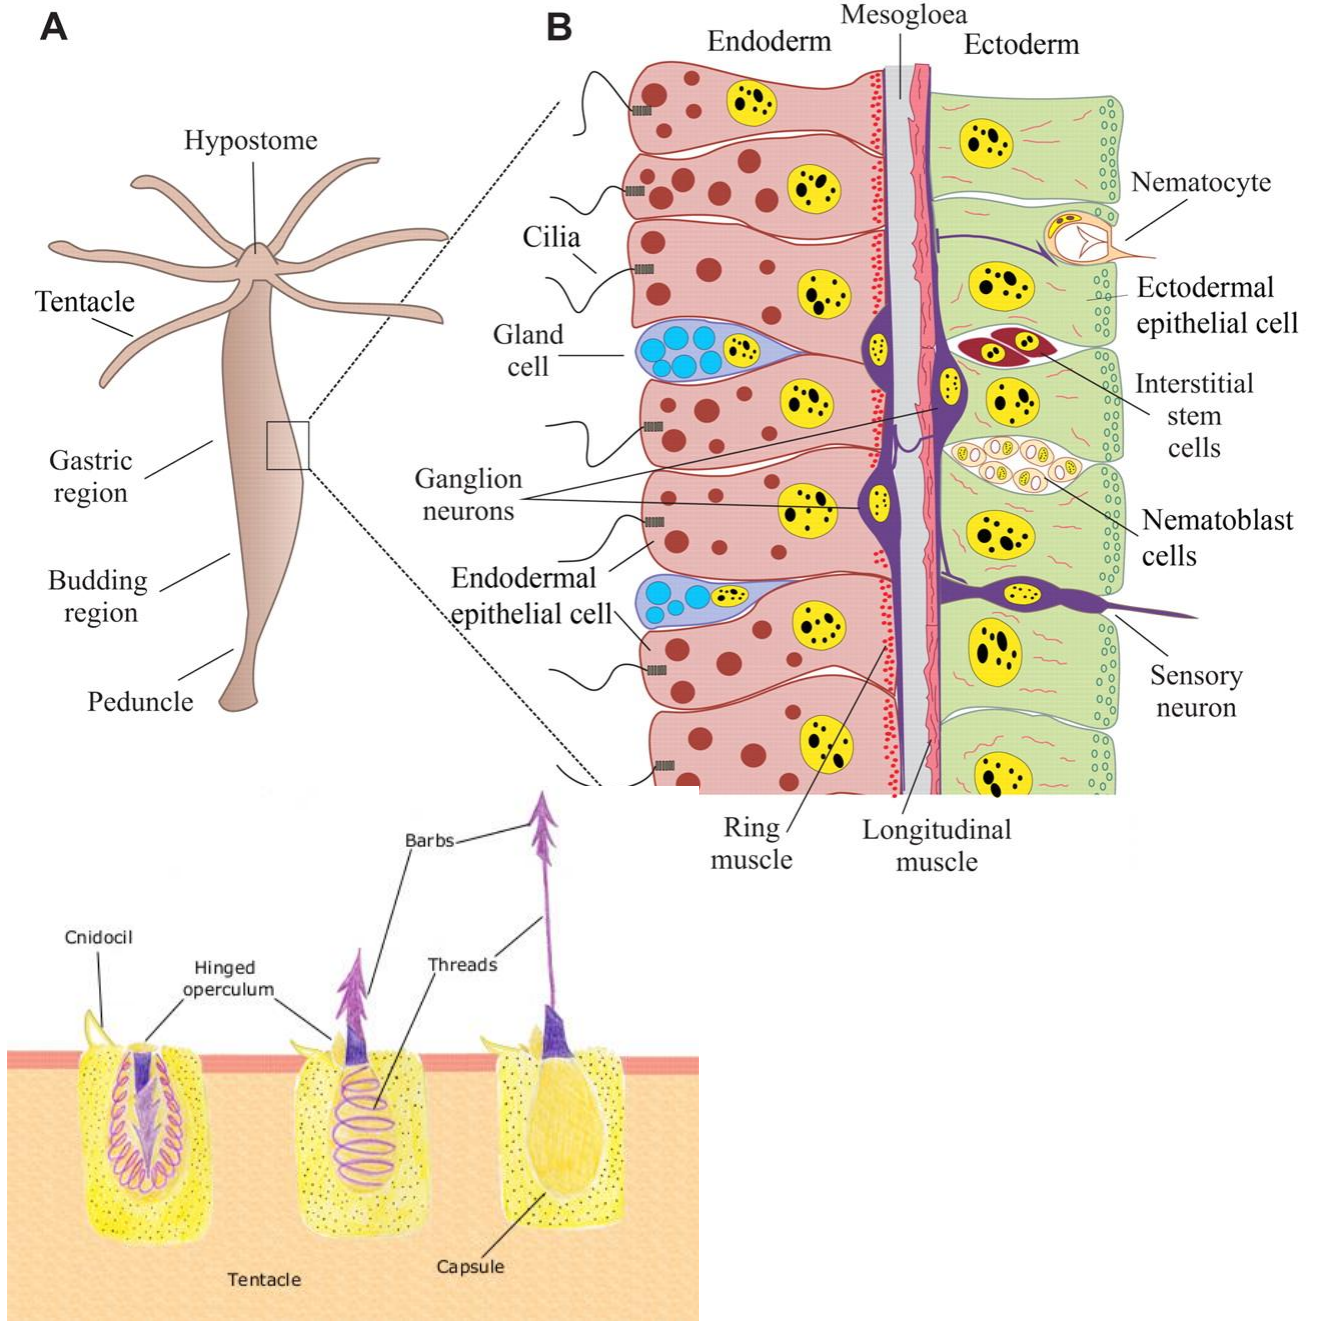 A
Hypostome
Tentacle
Gastric
region
Budding
region
Peduncle
B
Mesogloea
Endoderm
Ectoderm
Nematocyte
Cilia
Ectodermal
epithelial cell
Gland
cell
Interstitial
stem
cells
Ganglion
neurons
Nematoblast
cells
Endodermal
epithelial cell
Sensory
neuron
Ring
muscle
Longitudinal
muscle
Barbs
Cnidocil
Hinged
operculum
Threads
Capsule
Tentacle